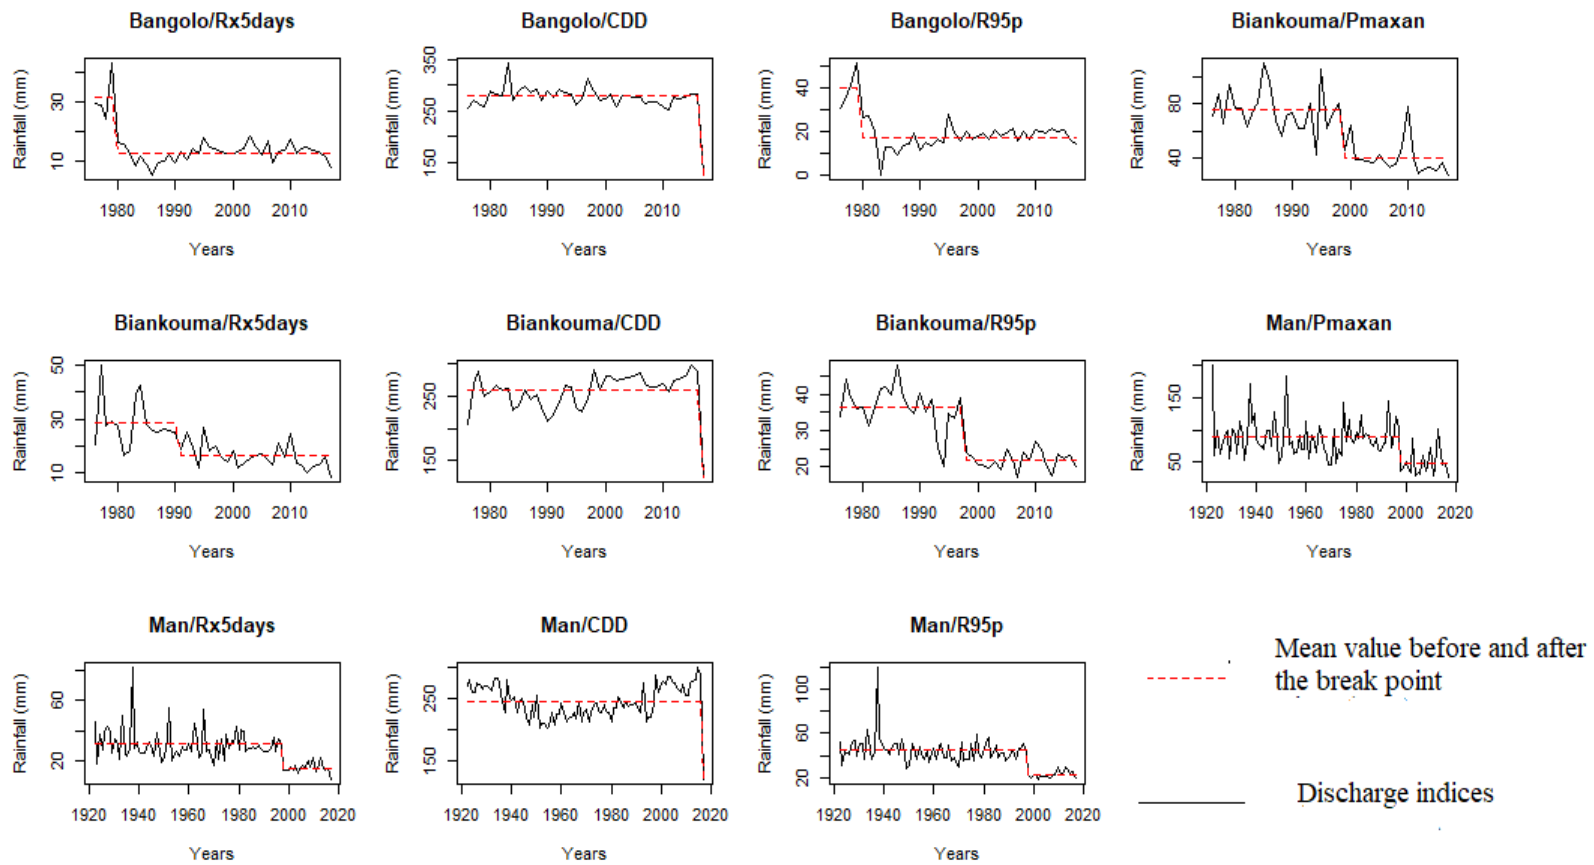 Bangolo/Rx5days
Bangolo/CDD
Bangolo/R95p
Biankouma/Pmaxan
Rainfall (mm)
10 30
1980 1990 2000 2010
Years
Rainfall (mm)
150 250 350
1980 1990 2000 2010
Years
Rainfall (mm)
0 20 40
1980 1990 2000 2010
Years
Rainfall (mm)
40 80
1980 1990 2000 2010
Years
Biankouma/Rx5days
Biankouma/CDD
Biankouma/R95p
Man/Pmaxan
Rainfall (mm)
10 30 50
1980 1990 2000 2010
Years
Rainfall (mm)
150 250
1980 1990 2000 2010
Years
Rainfall (mm)
20 30 40
1980 1990 2000 2010
Years
Rainfall (mm)
50 150
1920 1940 1960 1980 2000 2020
Years
Man/Rx5days
Man/CDD
Man/R95p
Rainfall (mm)
20 60
1920 1940 1960 1980 2000 2020
Years
Rainfall (mm)
150 250
1920 1940 1960 1980 2000 2020
Years
Rainfall (mm)
20 60 100
1920 1940 1960 1980 2000 2020
Years
Mean value before and after
the break point
Discharge indices